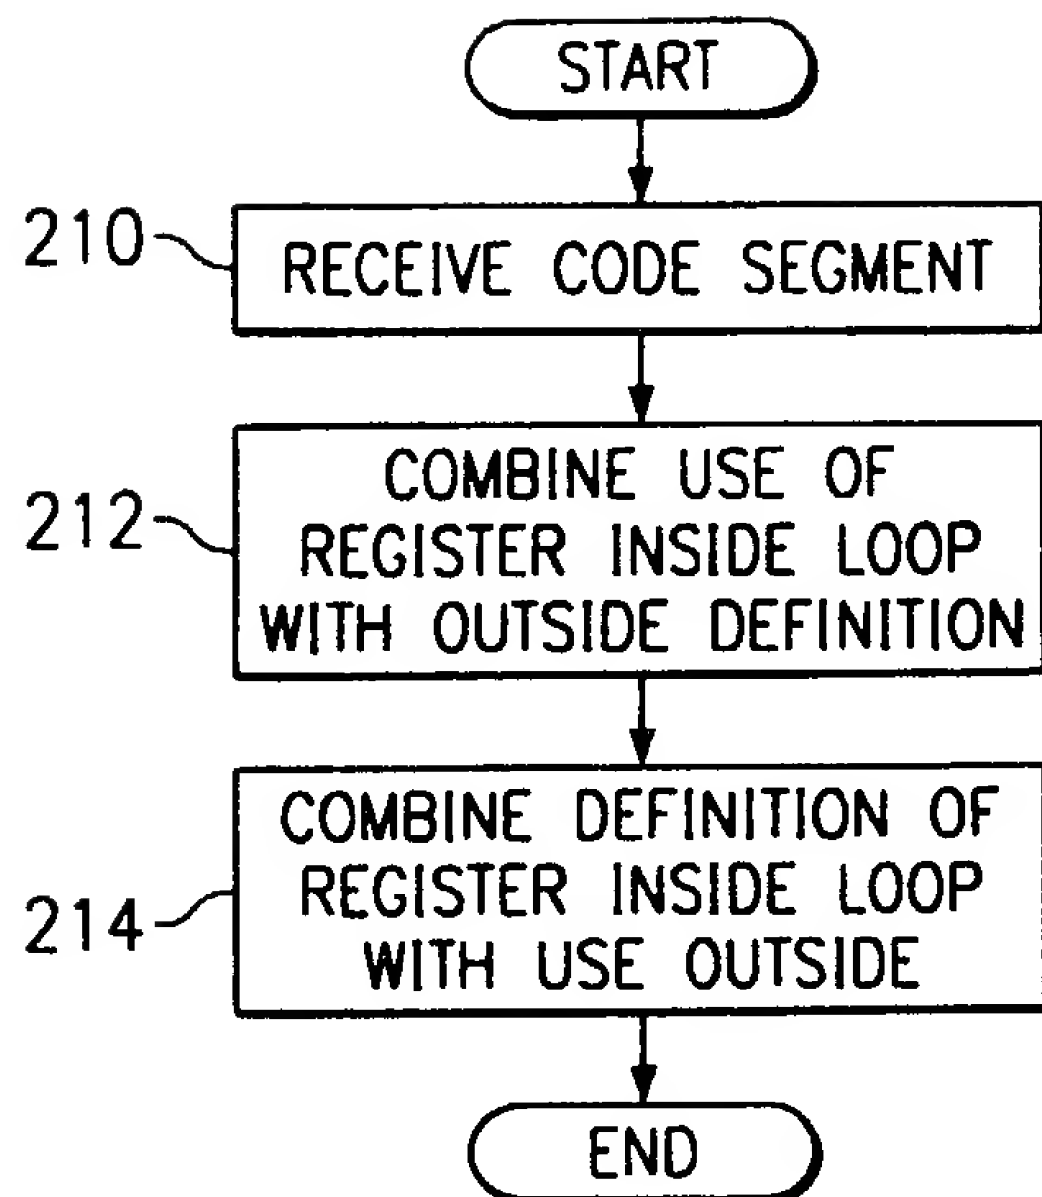 START
210
RECEIVE CODE SEGMENT
212
COMBINE USE OF
REGISTER INSIDE LOOP
WITH OUTSIDE DEFINITION
214
COMBINE DEFINITION OF
REGISTER INSIDE LOOP
WITH USE OUTSIDE
END